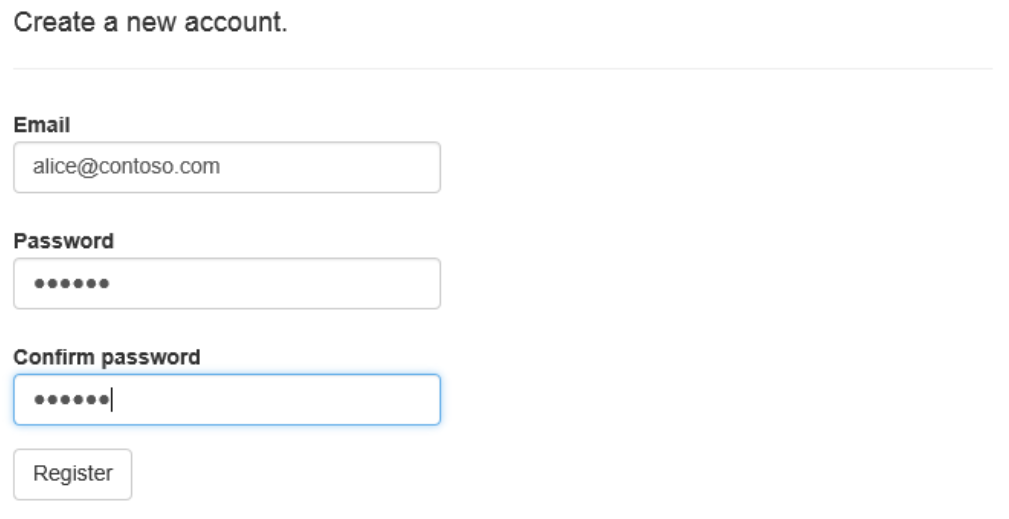 Create a new account.
Email
alice@contoso.com
Password
••••••
Confirm password
••••••
Register